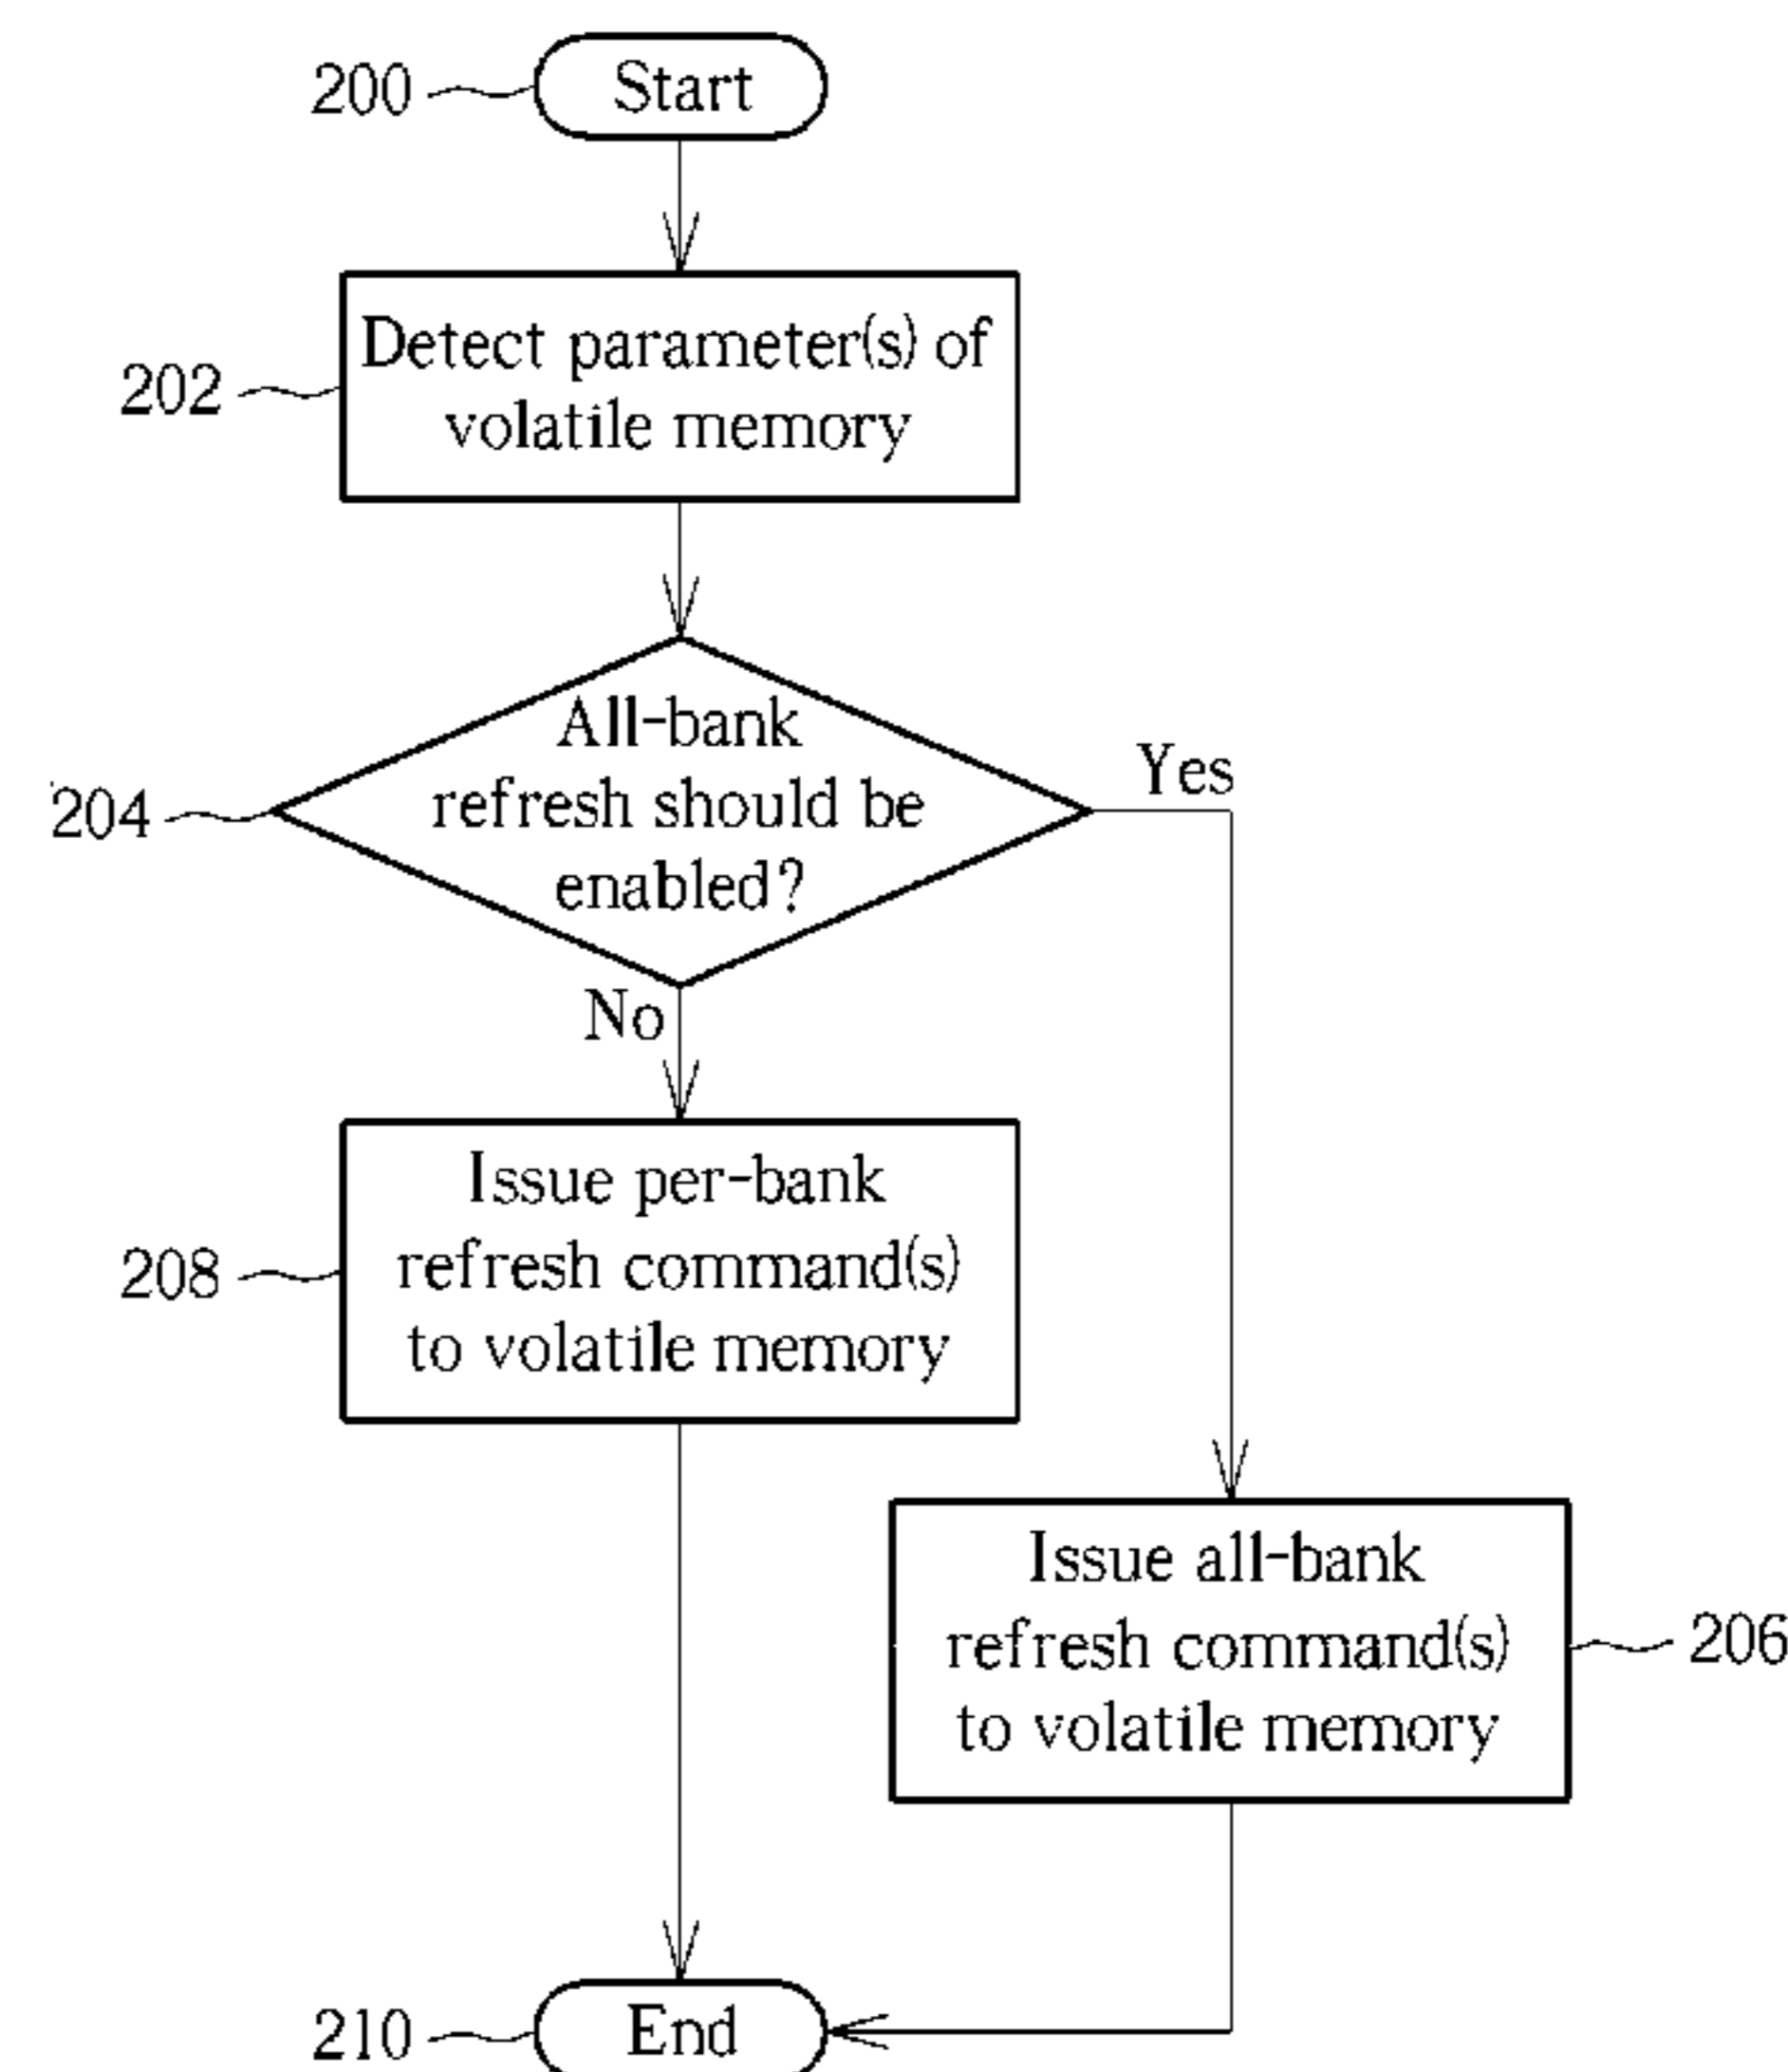 200
Start
202
Detect parameter(s) of
volatile memory
204
All-bank
refresh should be
enabled?
Yes
No
208
Issue per-bank
refresh command(s)
to volatile memory
Issue all-bank
refresh command(s)
to volatile memory
206
210
End